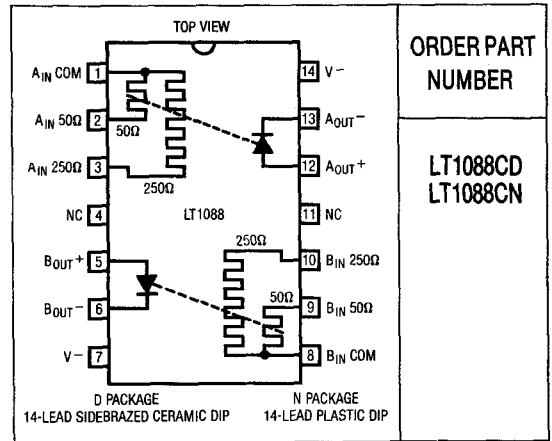 TOP VIEW
A_IN COM 1
A_IN 50Ω 2
50Ω
A_IN 250Ω 3
250Ω
NC 4
B_OUT+ 5
B_OUT− 6
V− 7
LT1088
14 V−
13 A_OUT−
12 A_OUT+
11 NC
250Ω
10 B_IN 250Ω
50Ω
9 B_IN 50Ω
8 B_IN COM
D PACKAGE
14-LEAD SIDEBRAZED CERAMIC DIP
N PACKAGE
14-LEAD PLASTIC DIP
ORDER PART
NUMBER
LT1088CD
LT1088CN